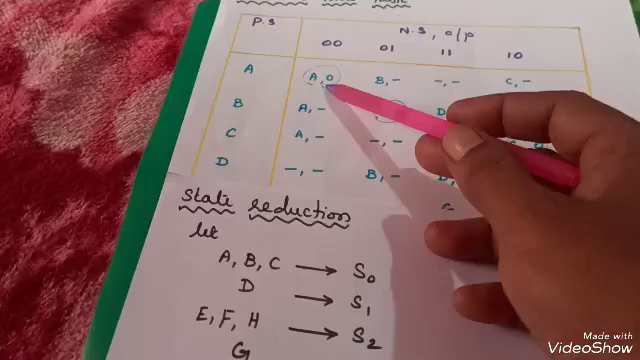 P.S N.S, o/p
00 01 11 10
A A,0 B,- -,- C,-
B A,- D
C A,- -,-
D -,- B,-
State reduction
let
A, B, C → S0
D → S1
E, F, H → S2
G
Made with
VideoShow